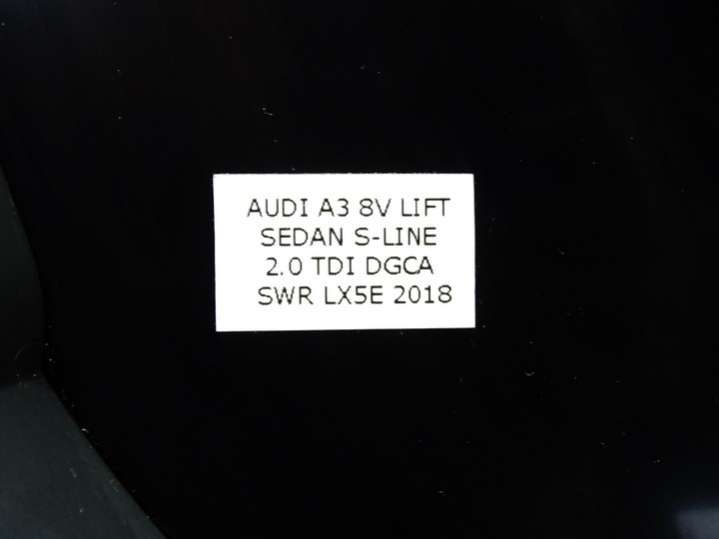 AUDI A3 8V LIFT
SEDAN S-LINE
2.0 TDI DGCA
SWR LX5E 2018